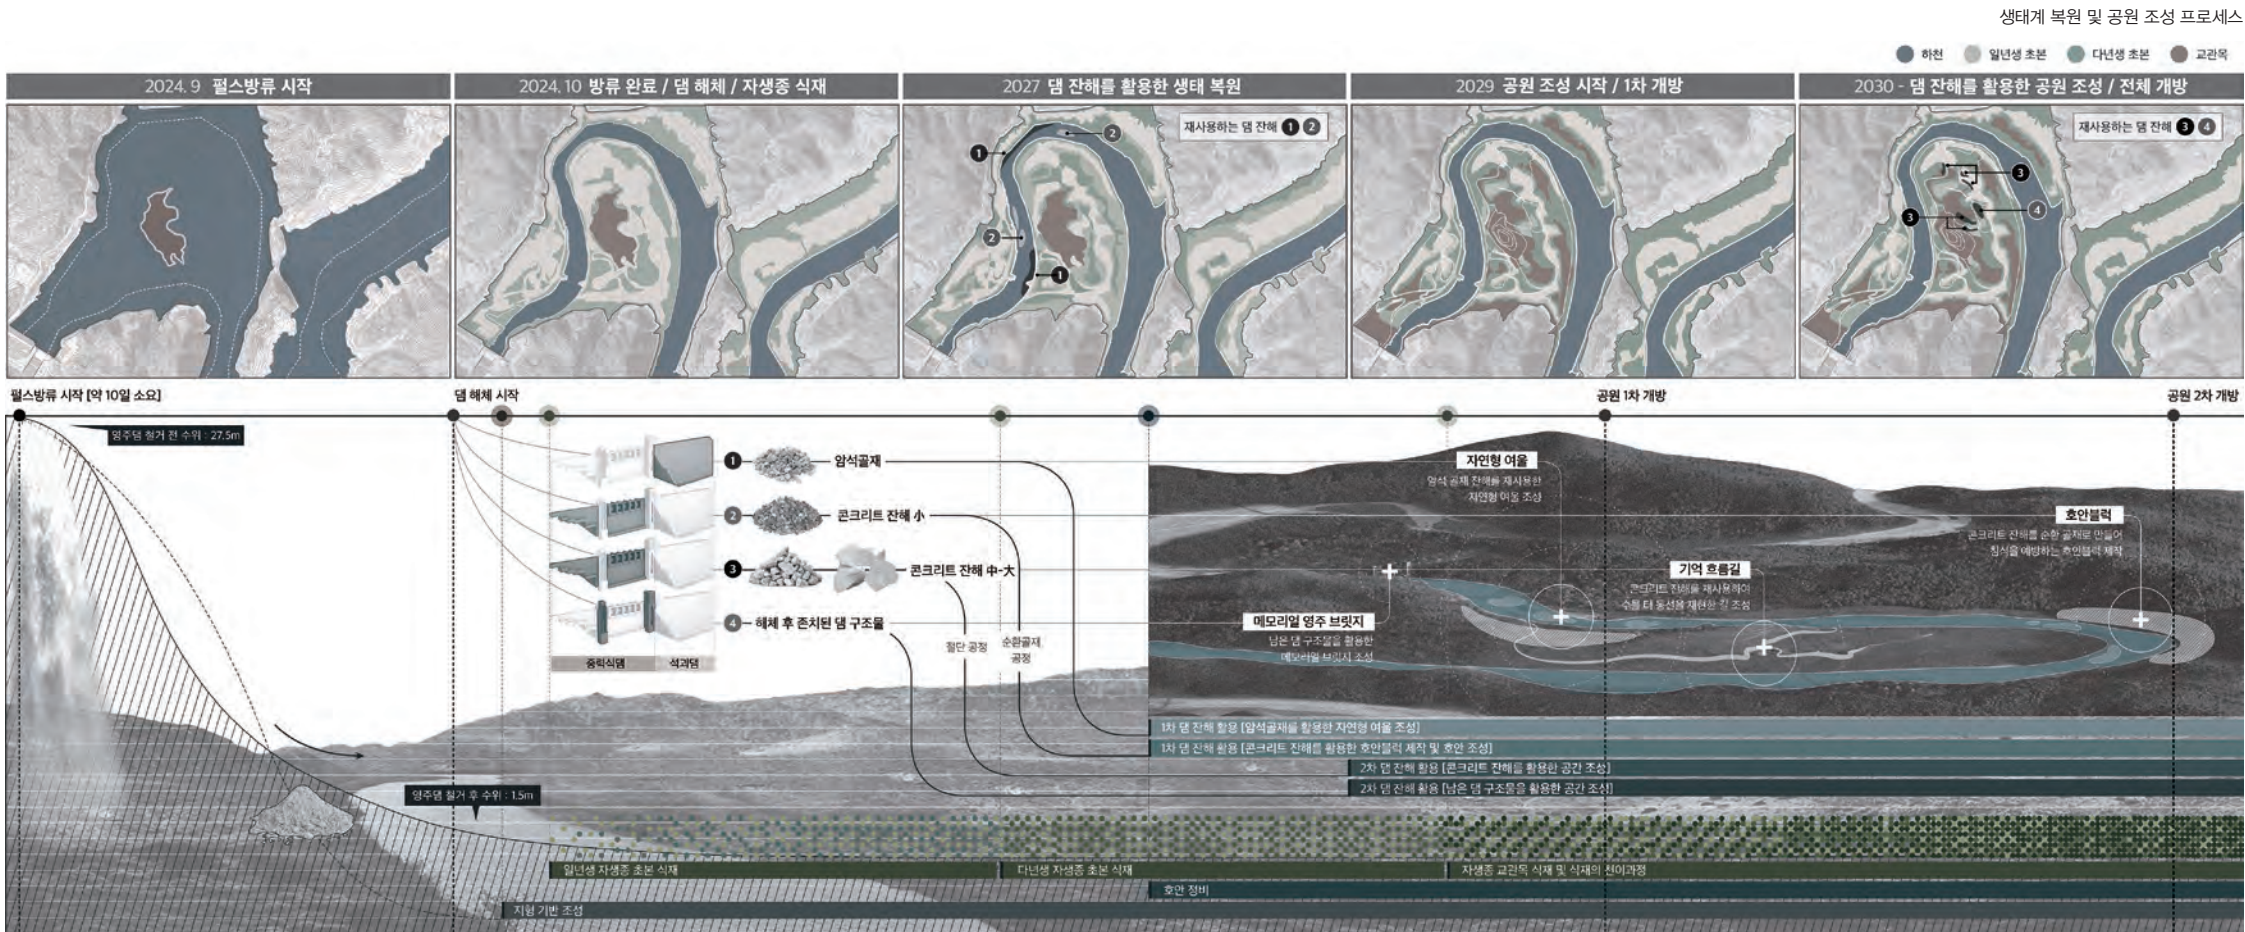 생태계 복원 및 공원 조성 프로세스
하천 일년생 초본 다년생 초본 교관목
2024. 9 펄스방류 시작
2024. 10 방류 완료 / 댐 해체 / 자생종 식재
2027 댐 잔해를 활용한 생태 복원
2029 공원 조성 시작 / 1차 개방
2030 - 댐 잔해를 활용한 공원 조성 / 전체 개방
재사용하는 댐 잔해 1 2
1
2
2
1
재사용하는 댐 잔해 3 4
3
3
4
펄스방류 시작 [약 10일 소요]
댐 해체 시작
공원 1차 개방
공원 2차 개방
영주댐 철거 전 수위 : 27.5m
1 암석골재
2 콘크리트 잔해 小
3 콘크리트 잔해 中-大
4 해체 후 존치된 댐 구조물
중력식댐 석괴댐
절단 공정
순환골재
공정
자연형 여울
암석 골재 잔해를 재사용한
자연형 여울 조성
호안블럭
콘크리트 잔해를 순환 골재로 만들어
침식을 예방하는 호안블럭 제작
기억 흐름길
콘크리트 잔해를 재사용하여
수몰 터 동선을 재현한 길 조성
메모리얼 영주 브릿지
남은 댐 구조물을 활용한
메모리얼 브릿지 조성
1차 댐 잔해 활용 [암석골재를 활용한 자연형 여울 조성]
1차 댐 잔해 활용 [콘크리트 잔해를 활용한 호안블럭 제작 및 호안 조성]
2차 댐 잔해 활용 [콘크리트 잔해를 활용한 공간 조성]
2차 댐 잔해 활용 [남은 댐 구조물을 활용한 공간 조성]
영주댐 철거 후 수위 : 1.5m
일년생 자생종 초본 식재
다년생 자생종 초본 식재
자생종 교관목 식재 및 식재의 천이과정
호안 정비
지형 기반 조성